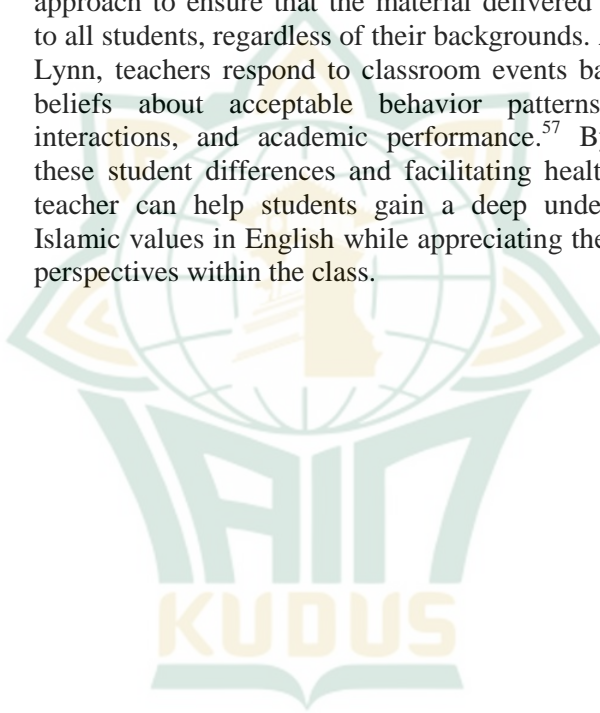 approach to ensure that the material delivered
to all students, regardless of their backgrounds.
Lynn, teachers respond to classroom events
beliefs about acceptable behavior patterns
interactions, and academic performance.57
these student differences and facilitating
teacher can help students gain a deep
Islamic values in English while appreciating
perspectives within the class.
IAIN
KUDUS